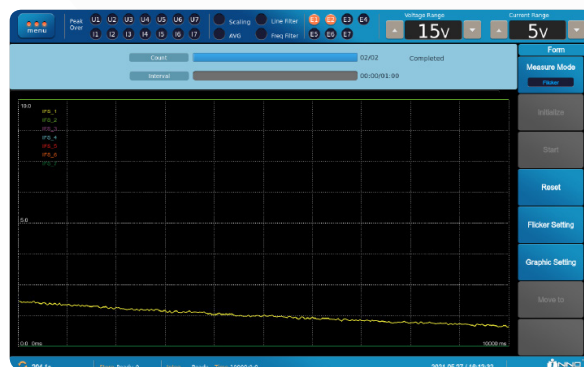 menu
Peak Over
U1 U2 U3 U4 U5 U6 U7
I1 I2 I3 I4 I5 I6 I7
Scaling
Line Filter
AVG
Freq Filter
E1 E2 E3 E4
E5 E6 E7
Voltage Range
15V
Current Range
5V
Form
Measure Mode
Flicker
Initialize
Start
Reset
Flicker Setting
Graphic Setting
Move to
Count
02/02
Completed
Interval
00:00/01:00
10.0
IFS_1
IFS_2
IFS_3
IFS_4
IFS_5
IFS_6
IFS_7
5.0
0.0 0ms
10000 ms